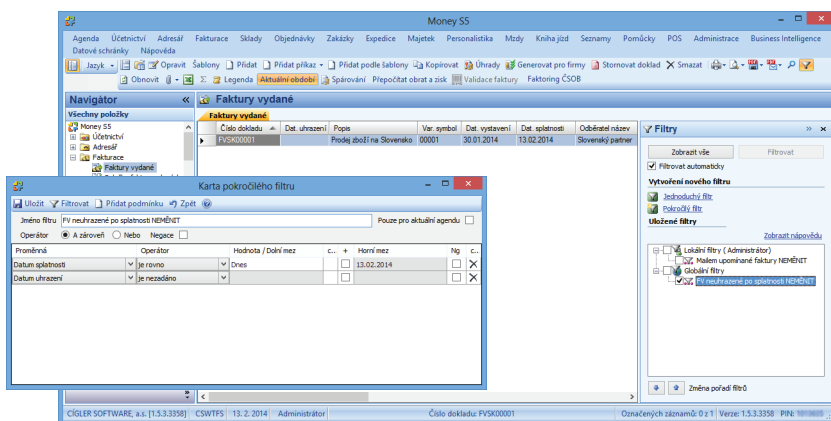 Money S5
Agenda Účetnictví Adresář Fakturace Sklady Objednávky Zakázky Expedice Majetek Personalistika Mzdy Kniha jízd Seznamy Pomůcky POS Administrace Business Intelligence
Datové schránky Nápověda
Jazyk Opravit Šablony Přidat Přidat příkaz Přidat podle šablony Kopírovat Úhrady Generovat pro firmy Stornovat doklad Smazat
Obnovit Σ Legenda Aktuální období Spárování Přepočítat obrat a zisk Validace faktury Faktoring ČSOB
Navigátor «
Všechny položky
Money S5
Účetnictví
Adresář
Fakturace
Faktury vydané
Faktury vydané
Faktury vydané
Číslo dokladu Dat. uhrazení Popis Var. symbol Dat. vystavení Dat. splatnosti Odběratel název
FVSK00001 Prodej zboží na Slovensko 00001 30.01.2014 13.02.2014 Slovenský partner
Filtry »
Zobrazit vše Filtrovat
Filtrovat automaticky
Vytvoření nového filtru
Jednoduchý filtr
Pokročilý filtr
Uložené filtry
Zobrazit nápovědu
Lokální filtry ( Administrátor)
Mailem upomínané faktury NEMĚNIT
Globální filtry
FV neuhrazené po splatnosti NEMĚNIT
Změna pořadí filtrů
Karta pokročilého filtru
Uložit Filtrovat Přidat podmínku Zpět
Jméno filtru FV neuhrazené po splatnosti NEMĚNIT Pouze pro aktuální agendu
Operátor A zároveň Nebo Negace
Proměnná Operátor Hodnota / Dolní mez c... + Horní mez Ng c...
Datum splatnosti je rovno Dnes 13.02.2014
Datum uhrazení je nezadáno
CÍGLER SOFTWARE, a.s. [1.5.3.3358] CSWTFS 13. 2. 2014 Administrátor Číslo dokladu: FVSK00001 Označených záznamů: 0 z 1 Verze: 1.5.3.3358 PIN: